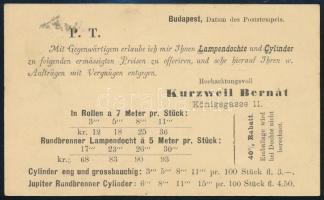 Budapest, Datum des Poststempels.
P. T.
Mit Gegenwärtigem erlaube ich mir Ihnen Lampendochte und Cylinder
zu folgenden ermässigten Preisen zu offeriren, und sehe hierauf Ihren w.
Aufträgen mit Vergnügen entgegen.
Hochachtungsvoll
Kurzweil Bernát
Königsgasse 11.
In Rollen a 7 Meter pr. Stück:
3''' 5''' 8''' 11'''
kr. 12 18 25 36
Rundbrenner Lampendocht á 5 Meter pr. Stück:
17''' 23''' 26''' 30'''
kr.: 68 83 90 93
40% Rabatt.
Emballage wird
bei Dochte nicht
berechnet.
Cylinder eng und grossbauchig: 3''' 5''' 8''' 11''' pr. 100 Stück fl. 3.—.
Jupiter Rundbrenner Cylinder: 6''' 8''' 11''' 15''' pr. 100 Stück fl. 4.50.